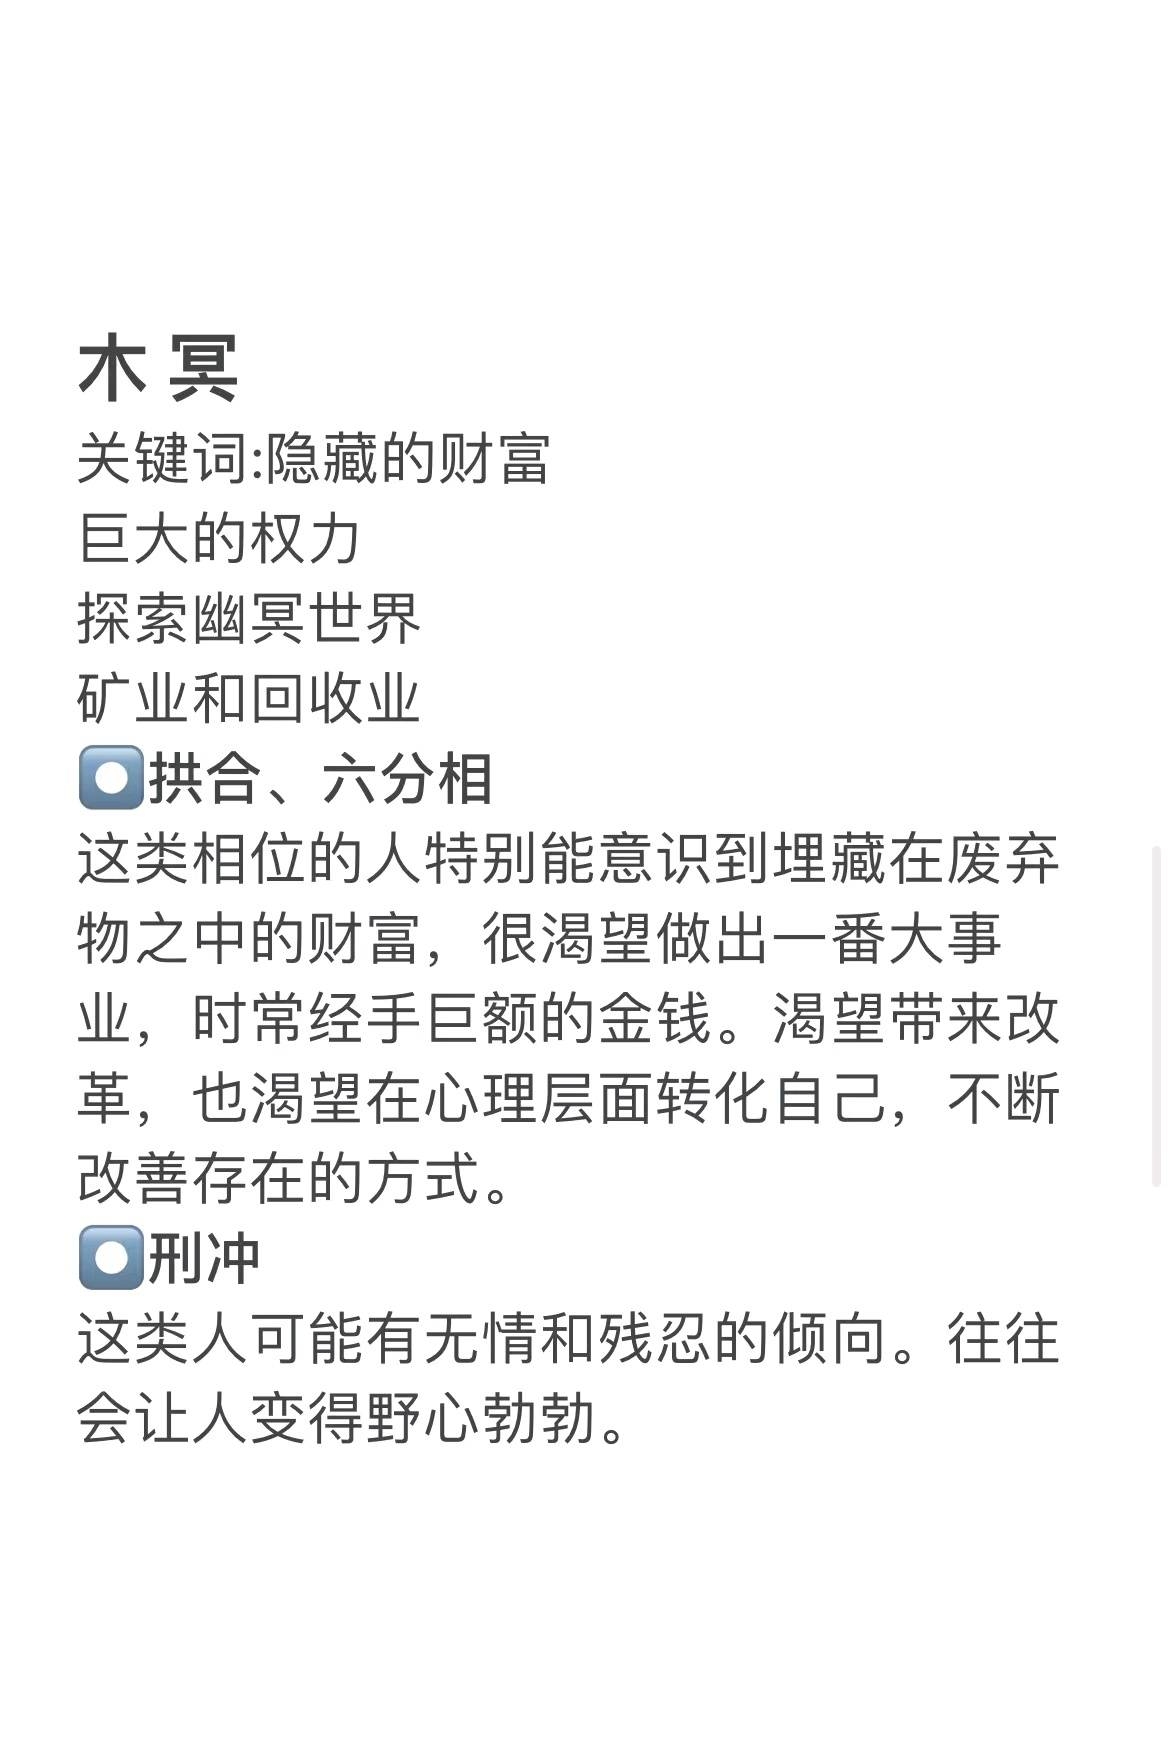 木 冥
关键词:隐藏的财富
巨大的权力
探索幽冥世界
矿业和回收业
⏺拱合、六分相
这类相位的人特别能意识到埋藏在废弃
物之中的财富，很渴望做出一番大事
业，时常经手巨额的金钱。渴望带来改
革，也渴望在心理层面转化自己，不断
改善存在的方式。
⏺刑冲
这类人可能有无情和残忍的倾向。往往
会让人变得野心勃勃。